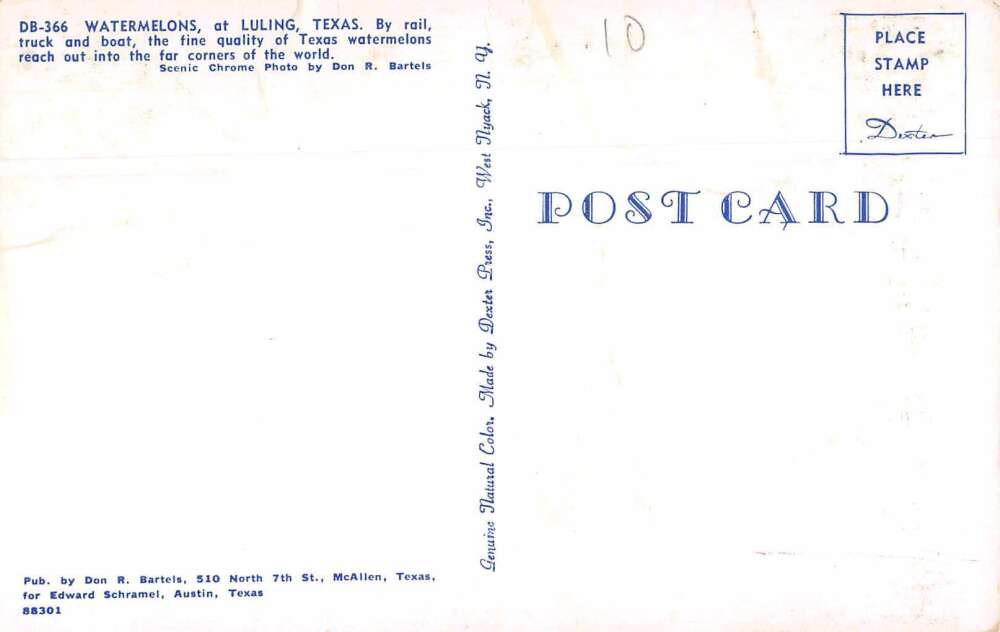 DB-366 WATERMELONS, at LULING, TEXAS. By rail,
truck and boat, the fine quality of Texas watermelons
reach out into the far corners of the world.
Scenic Chrome Photo by Don R. Bartels
Pub. by Don R. Bartels, 510 North 7th St., McAllen, Texas,
for Edward Schramel, Austin, Texas
88301
Genuine Natural Color. Made by Dexter Press, Inc., West Nyack, N. Y.
10
PLACE
STAMP
HERE
Dexter
POST CARD